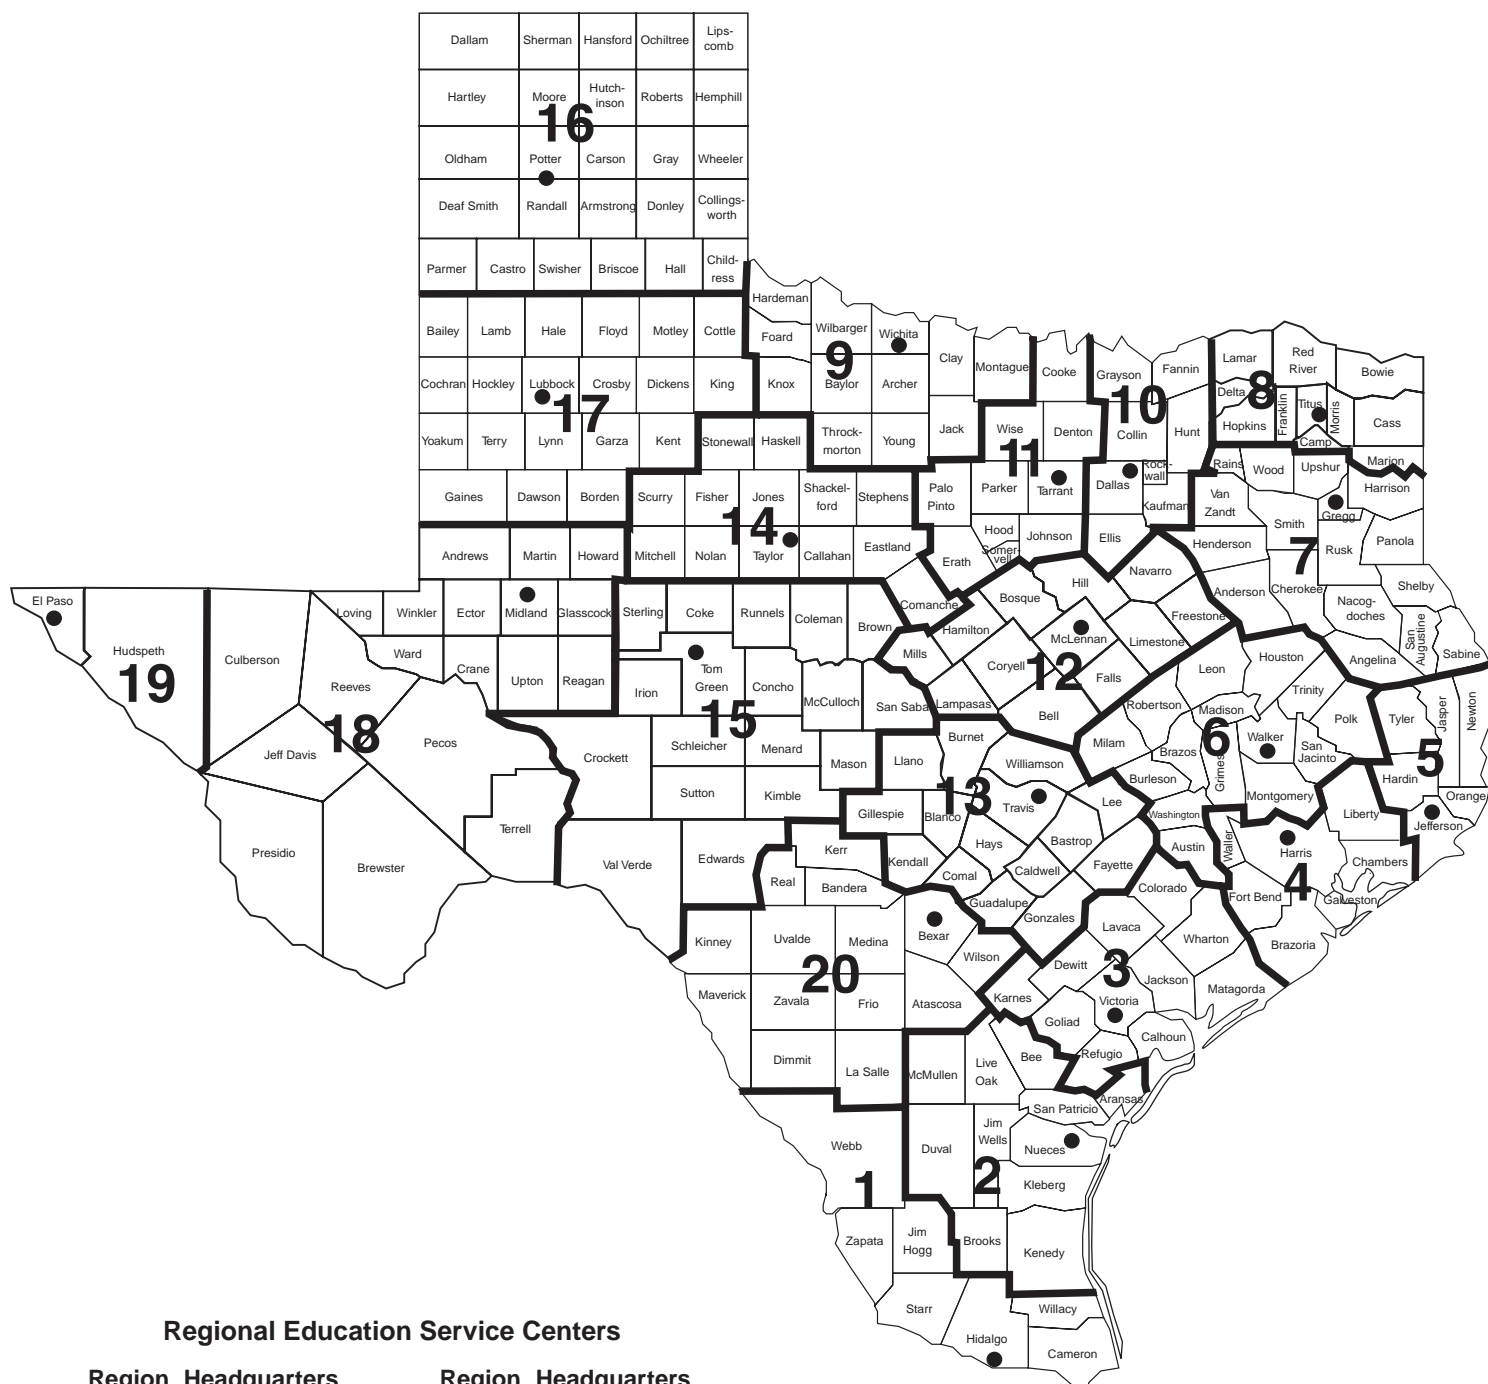 Dallam Sherman Hansford Ochiltree Lips-
comb
Hartley Moore Hutch-
inson Roberts Hemphill
16
Oldham Potter Carson Gray Wheeler
Deaf Smith Randall Armstrong Donley Collings-
worth
Parmer Castro Swisher Briscoe Hall Child-
ress
Hardeman
Bailey Lamb Hale Floyd Motley Cottle Foard Wilbarger Wichita
9
Clay Montague Cooke Grayson Fannin Lamar Red
River Bowie
Cochran Hockley Lubbock Crosby Dickens King Knox Baylor Archer
17
10
8
Delta Hopkins Franklin Titus Morris Cass
Camp
Yoakum Terry Lynn Garza Kent Stonewall Haskell Throck-
morton Young Jack Wise Denton Collin Hunt
11
Gaines Dawson Borden Scurry Fisher Jones Shackel-
ford Stephens Palo
Pinto Parker Tarrant Dallas Rock-
wall Kaufman Rains Wood Upshur Marion
Harrison
Van
Zandt Smith Gregg
14
Andrews Martin Howard Mitchell Nolan Taylor Callahan Eastland Erath Hood Somer-
vell Johnson Ellis Henderson
7
Rusk Panola
El Paso Hudspeth Culberson Loving Winkler Ector Midland Glasscock Sterling Coke Runnels Coleman Brown Comanche Bosque Hill Navarro Anderson Cherokee Nacog-
doches Shelby
19
Ward Crane Upton Reagan Irion Tom
Green Concho McCulloch San Saba Mills Hamilton Coryell McLennan Limestone Freestone
12
Falls Leon Houston Angelina San
Augustine Sabine
Reeves
18
Jeff Davis Pecos Crockett
15
Schleicher Menard Mason Lampasas Bell Robertson Madison Trinity Polk Tyler Jasper Newton
Burnet Llano Williamson Milam Brazos
6
Walker San
Jacinto Grimes
5
Hardin
Sutton Kimble Gillespie
13
Blanco Travis Lee Burleson Washington Montgomery Liberty Orange
Jefferson
Terrell Presidio Brewster Val Verde Edwards Kerr Real Bandera Kendall Hays Comal Caldwell Bastrop Fayette Austin Waller Harris
4
Chambers
Galveston
Guadalupe Gonzales Colorado Fort Bend Brazoria
Kinney Uvalde Medina Bexar Wilson Lavaca Wharton
20
Dewitt
3
Jackson Matagorda
Maverick Zavala Frio Atascosa Karnes Goliad Victoria Calhoun
Dimmit La Salle McMullen Live
Oak Bee Refugio
Aransas
San Patricio
Webb
1
Duval Jim
Wells Nueces
2
Kleberg
Zapata Jim
Hogg Brooks Kenedy
Starr Hidalgo Willacy
Cameron
Regional Education Service Centers
Region Headquarters Region Headquarters